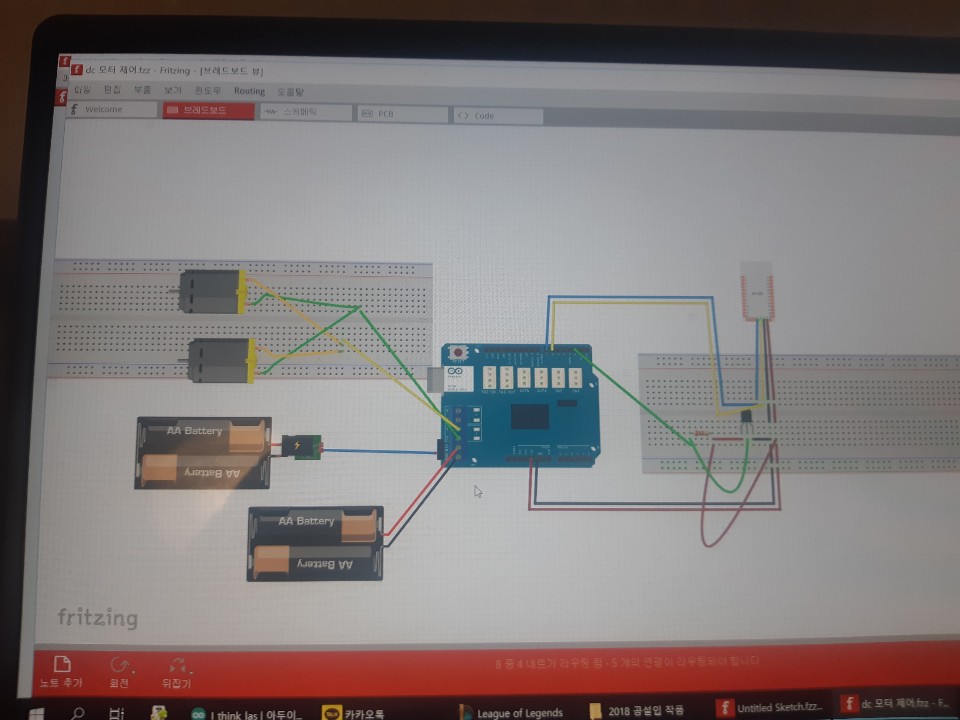 dc 모터 제어.fzz - Fritzing - [브레드보드 뷰]
파일 편집 부품 보기 윈도우 Routing 도움말
Welcome 브레드보드 스키메틱 PCB Code
AA Battery
AA Battery
AA Battery
AA Battery
fritzing
8 중 4 네트가 라우팅 됨 - 5 개의 연결이 라우팅되어야 합니다
노트 추가 회전 뒤집기
I think Ias | 아두이... 카카오톡 League of Legends 2018 공설입 작품 Untitled Sketch.fzz... dc 모터 제어.fzz - F...